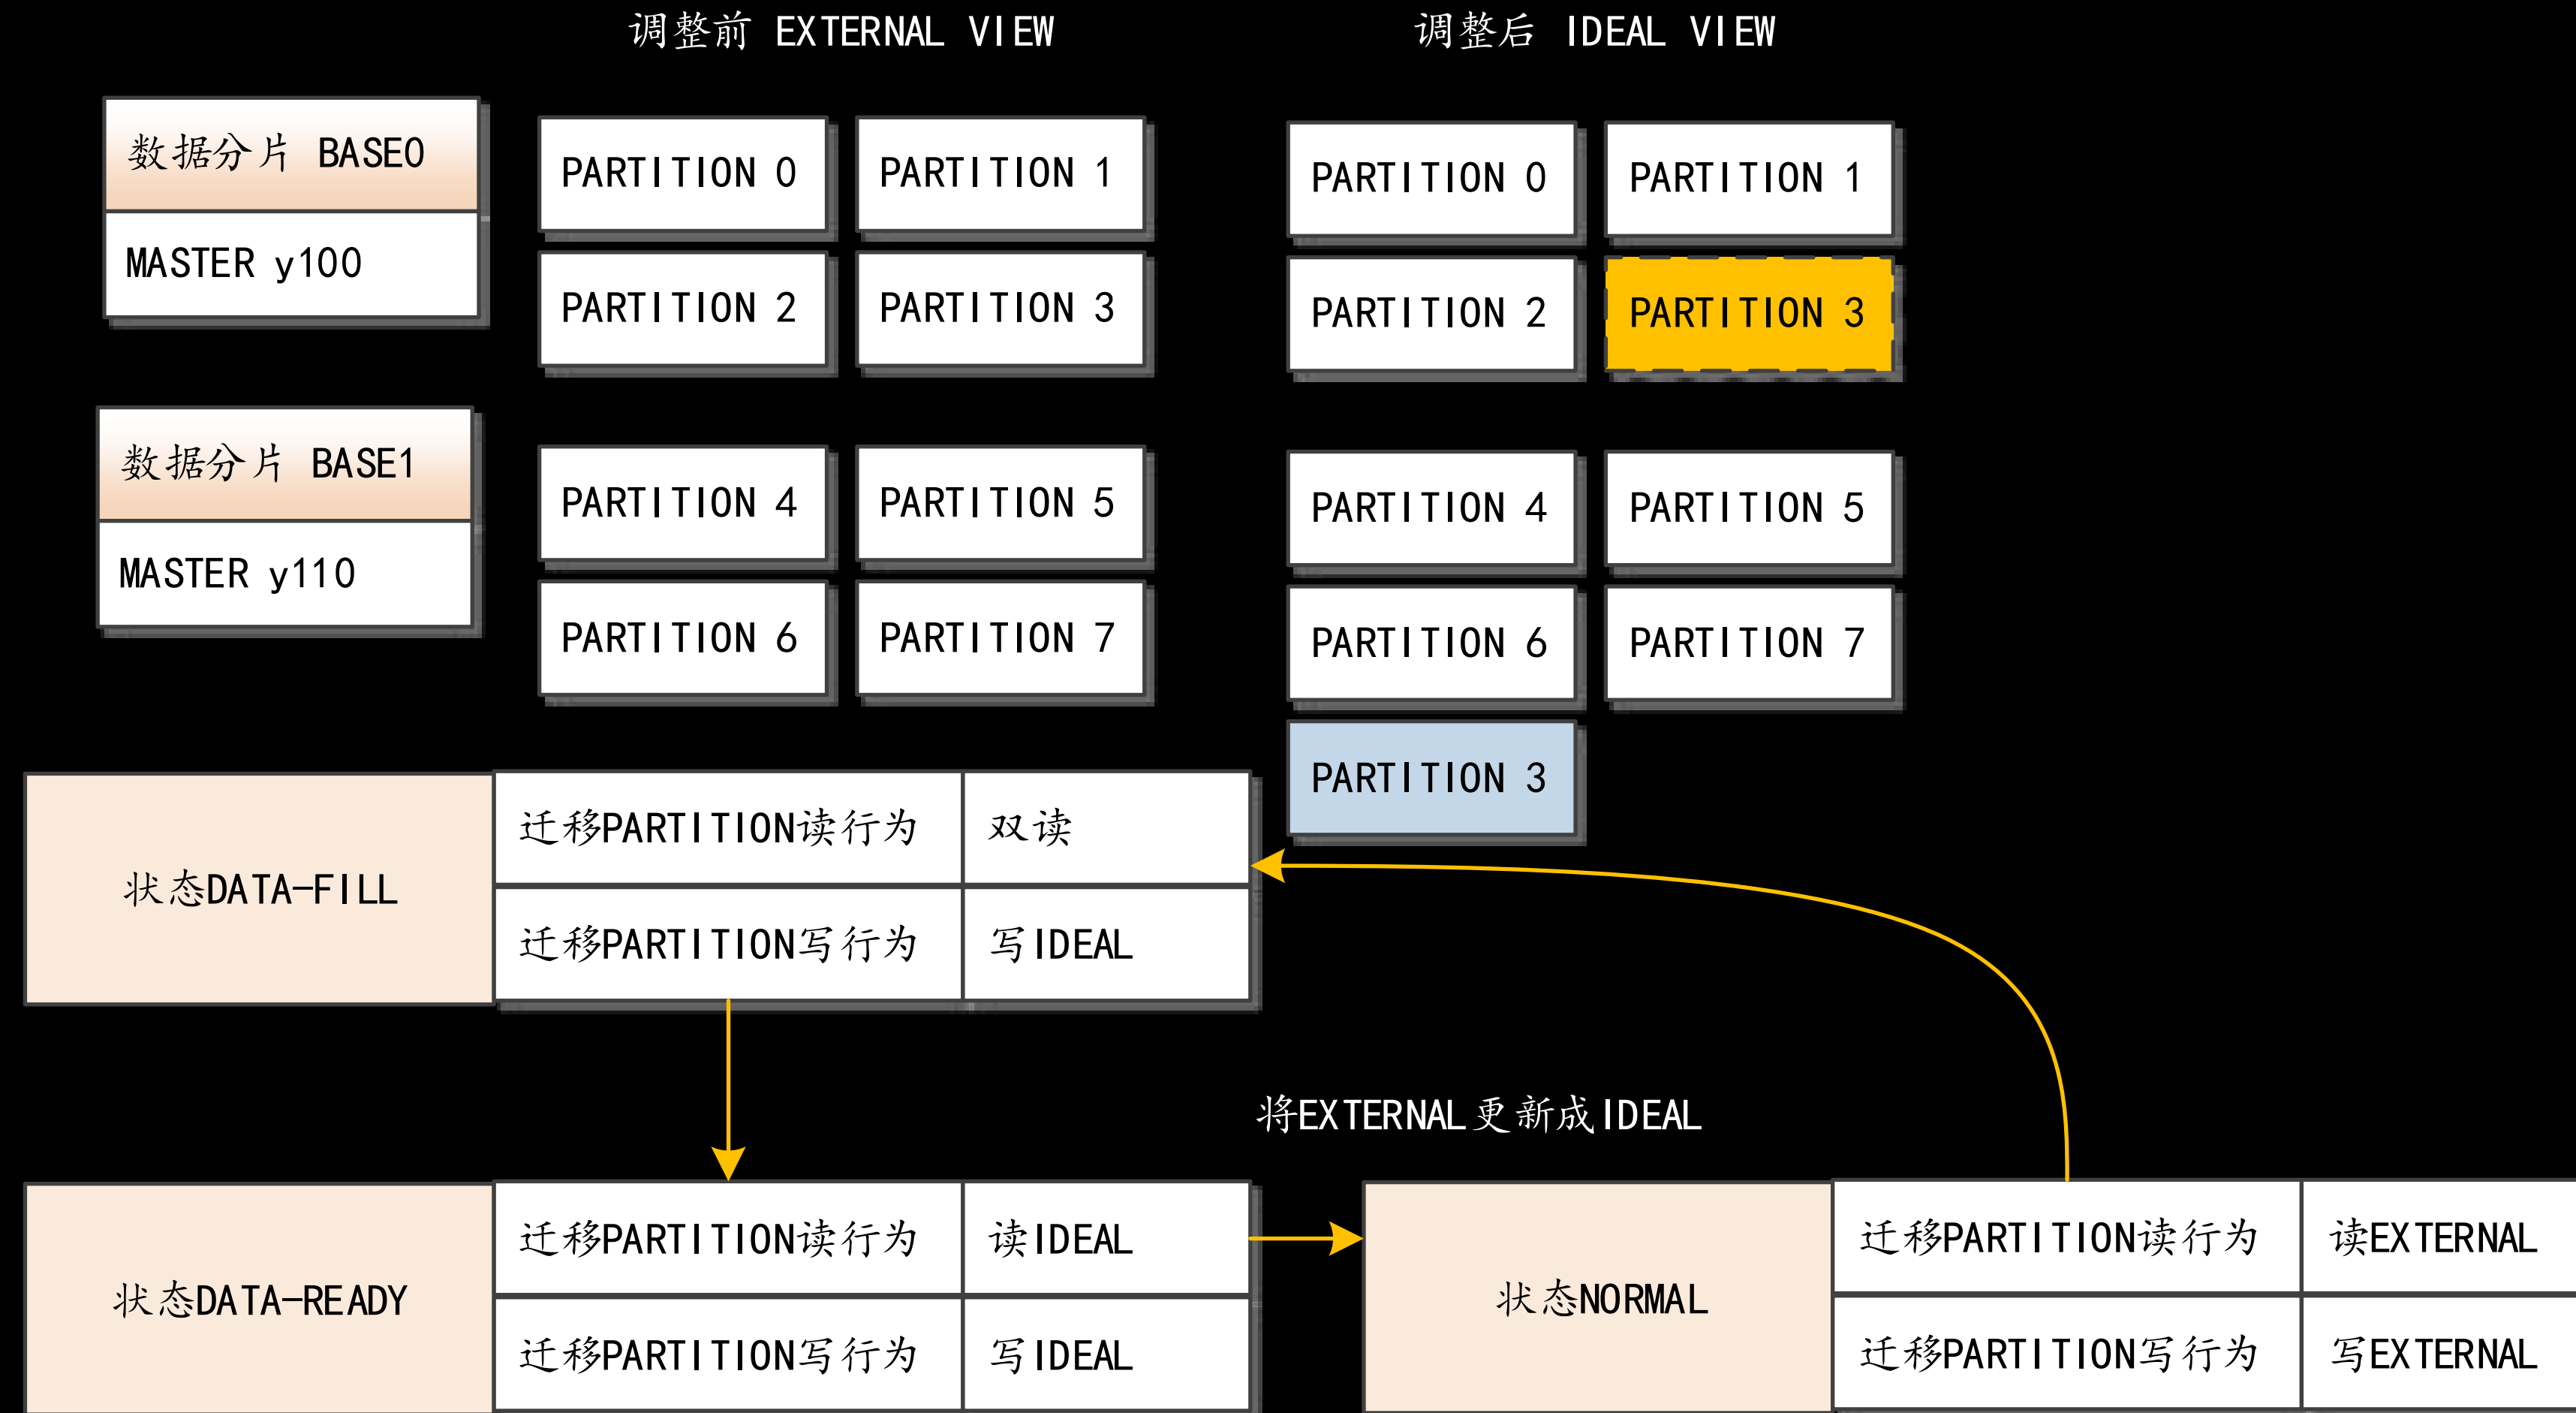 调整前 EXTERNAL VIEW
调整后 IDEAL VIEW
数据分片 BASE0
MASTER y100
PARTITION 0
PARTITION 1
PARTITION 2
PARTITION 3
PARTITION 0
PARTITION 1
PARTITION 2
PARTITION 3
数据分片 BASE1
MASTER y110
PARTITION 4
PARTITION 5
PARTITION 6
PARTITION 7
PARTITION 4
PARTITION 5
PARTITION 6
PARTITION 7
PARTITION 3
状态DATA-FILL
迁移PARTITION读行为
双读
迁移PARTITION写行为
写IDEAL
将EXTERNAL更新成IDEAL
状态DATA-READY
迁移PARTITION读行为
读IDEAL
迁移PARTITION写行为
写IDEAL
状态NORMAL
迁移PARTITION读行为
读EXTERNAL
迁移PARTITION写行为
写EXTERNAL